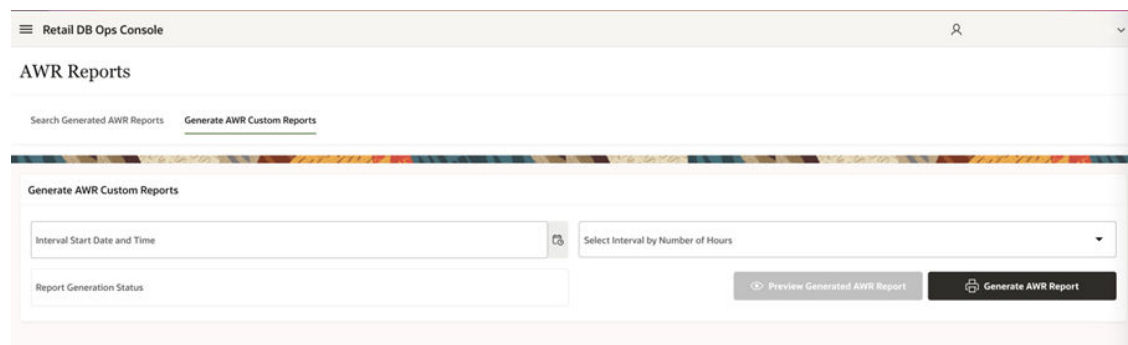 Retail DB Ops Console
AWR Reports
Search Generated AWR Reports Generate AWR Custom Reports
Generate AWR Custom Reports
Interval Start Date and Time Select Interval by Number of Hours
Report Generation Status Preview Generated AWR Report Generate AWR Report